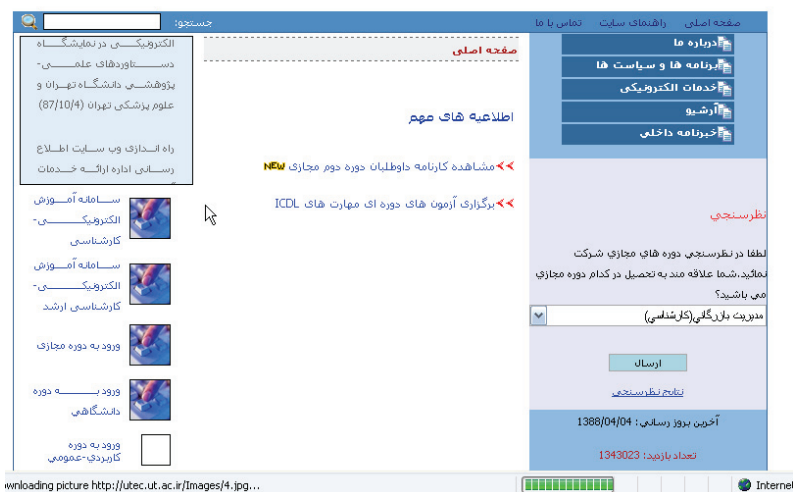 صفحه اصلی راهنمای سایت تماس با ما
جستجو:
درباره ما
برنامه ها و سیاست ها
خدمات الکترونیکی
آرشیو
خبرنامه داخلی
نظرسنجي
لطفا در نظرسنجي دوره هاي مجازي شرکت
نمائيد.شما علاقه مند به تحصيل در کدام دوره مجازي
مي باشيد؟
مديريت بازرگاني(کارشناسي)
ارسال
نتايج نظرسنجي
آخرين بروز رساني: 1388/04/04
تعداد بازديد: 1343023
صفحه اصلی
اطلاعیه های مهم
مشاهده کارنامه داوطلبان دوره دوم مجازی NEW
برگزاری آزمون های دوره ای مهارت های ICDL
الکترونیکی در نمایشگاه
دستاوردهای علمی-
پژوهشی دانشگاه تهران و
علوم پزشکی تهران (87/10/4)
راه اندازی وب سایت اطلاع
رسانی اداره ارائه خدمات
سامانه آموزش
الکترونیکی-
کارشناسی
سامانه آموزش
الکترونیکی-
کارشناسی ارشد
ورود به دوره مجازی
ورود به دوره
دانشگاهی
ورود به دوره
کاربردي-عمومي
wnloading picture http://utec.ut.ac.ir/Images/4.jpg...
Internet